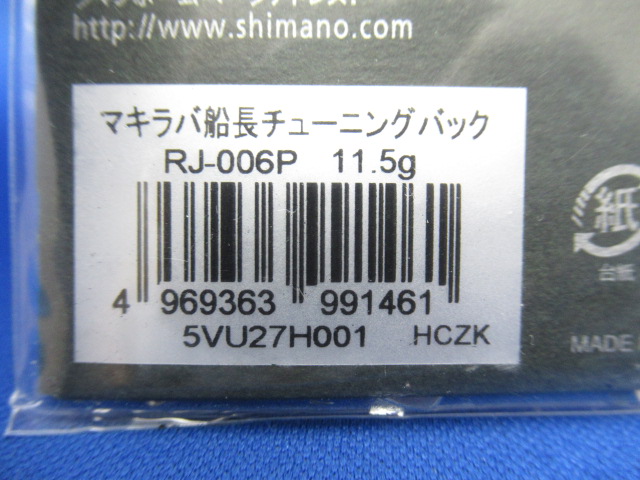 http://www.shimano.com
マキラバ船長チューニングパック
RJ-006P 11.5g
4 969363 991461
5VU27H001 HCZK
紙
台紙
MADE